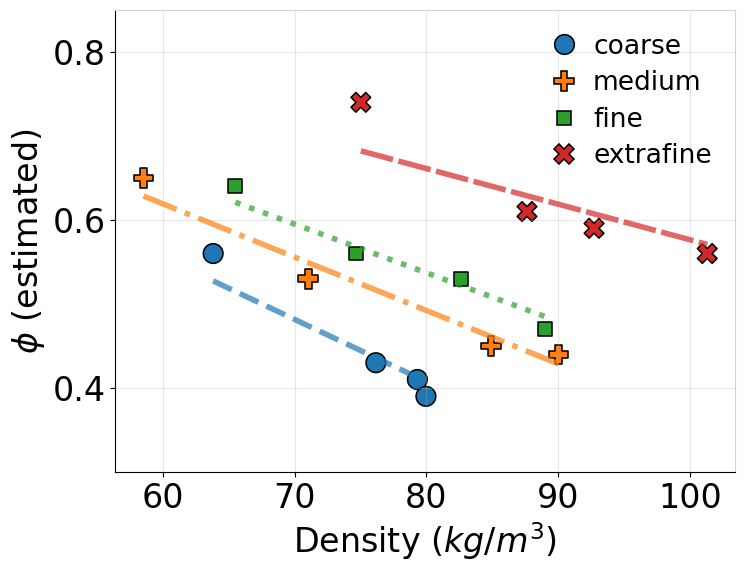 0.8
0.6
0.4
ϕ (estimated)
coarse
medium
fine
extrafine
60 70 80 90 100
Density (kg/m³)